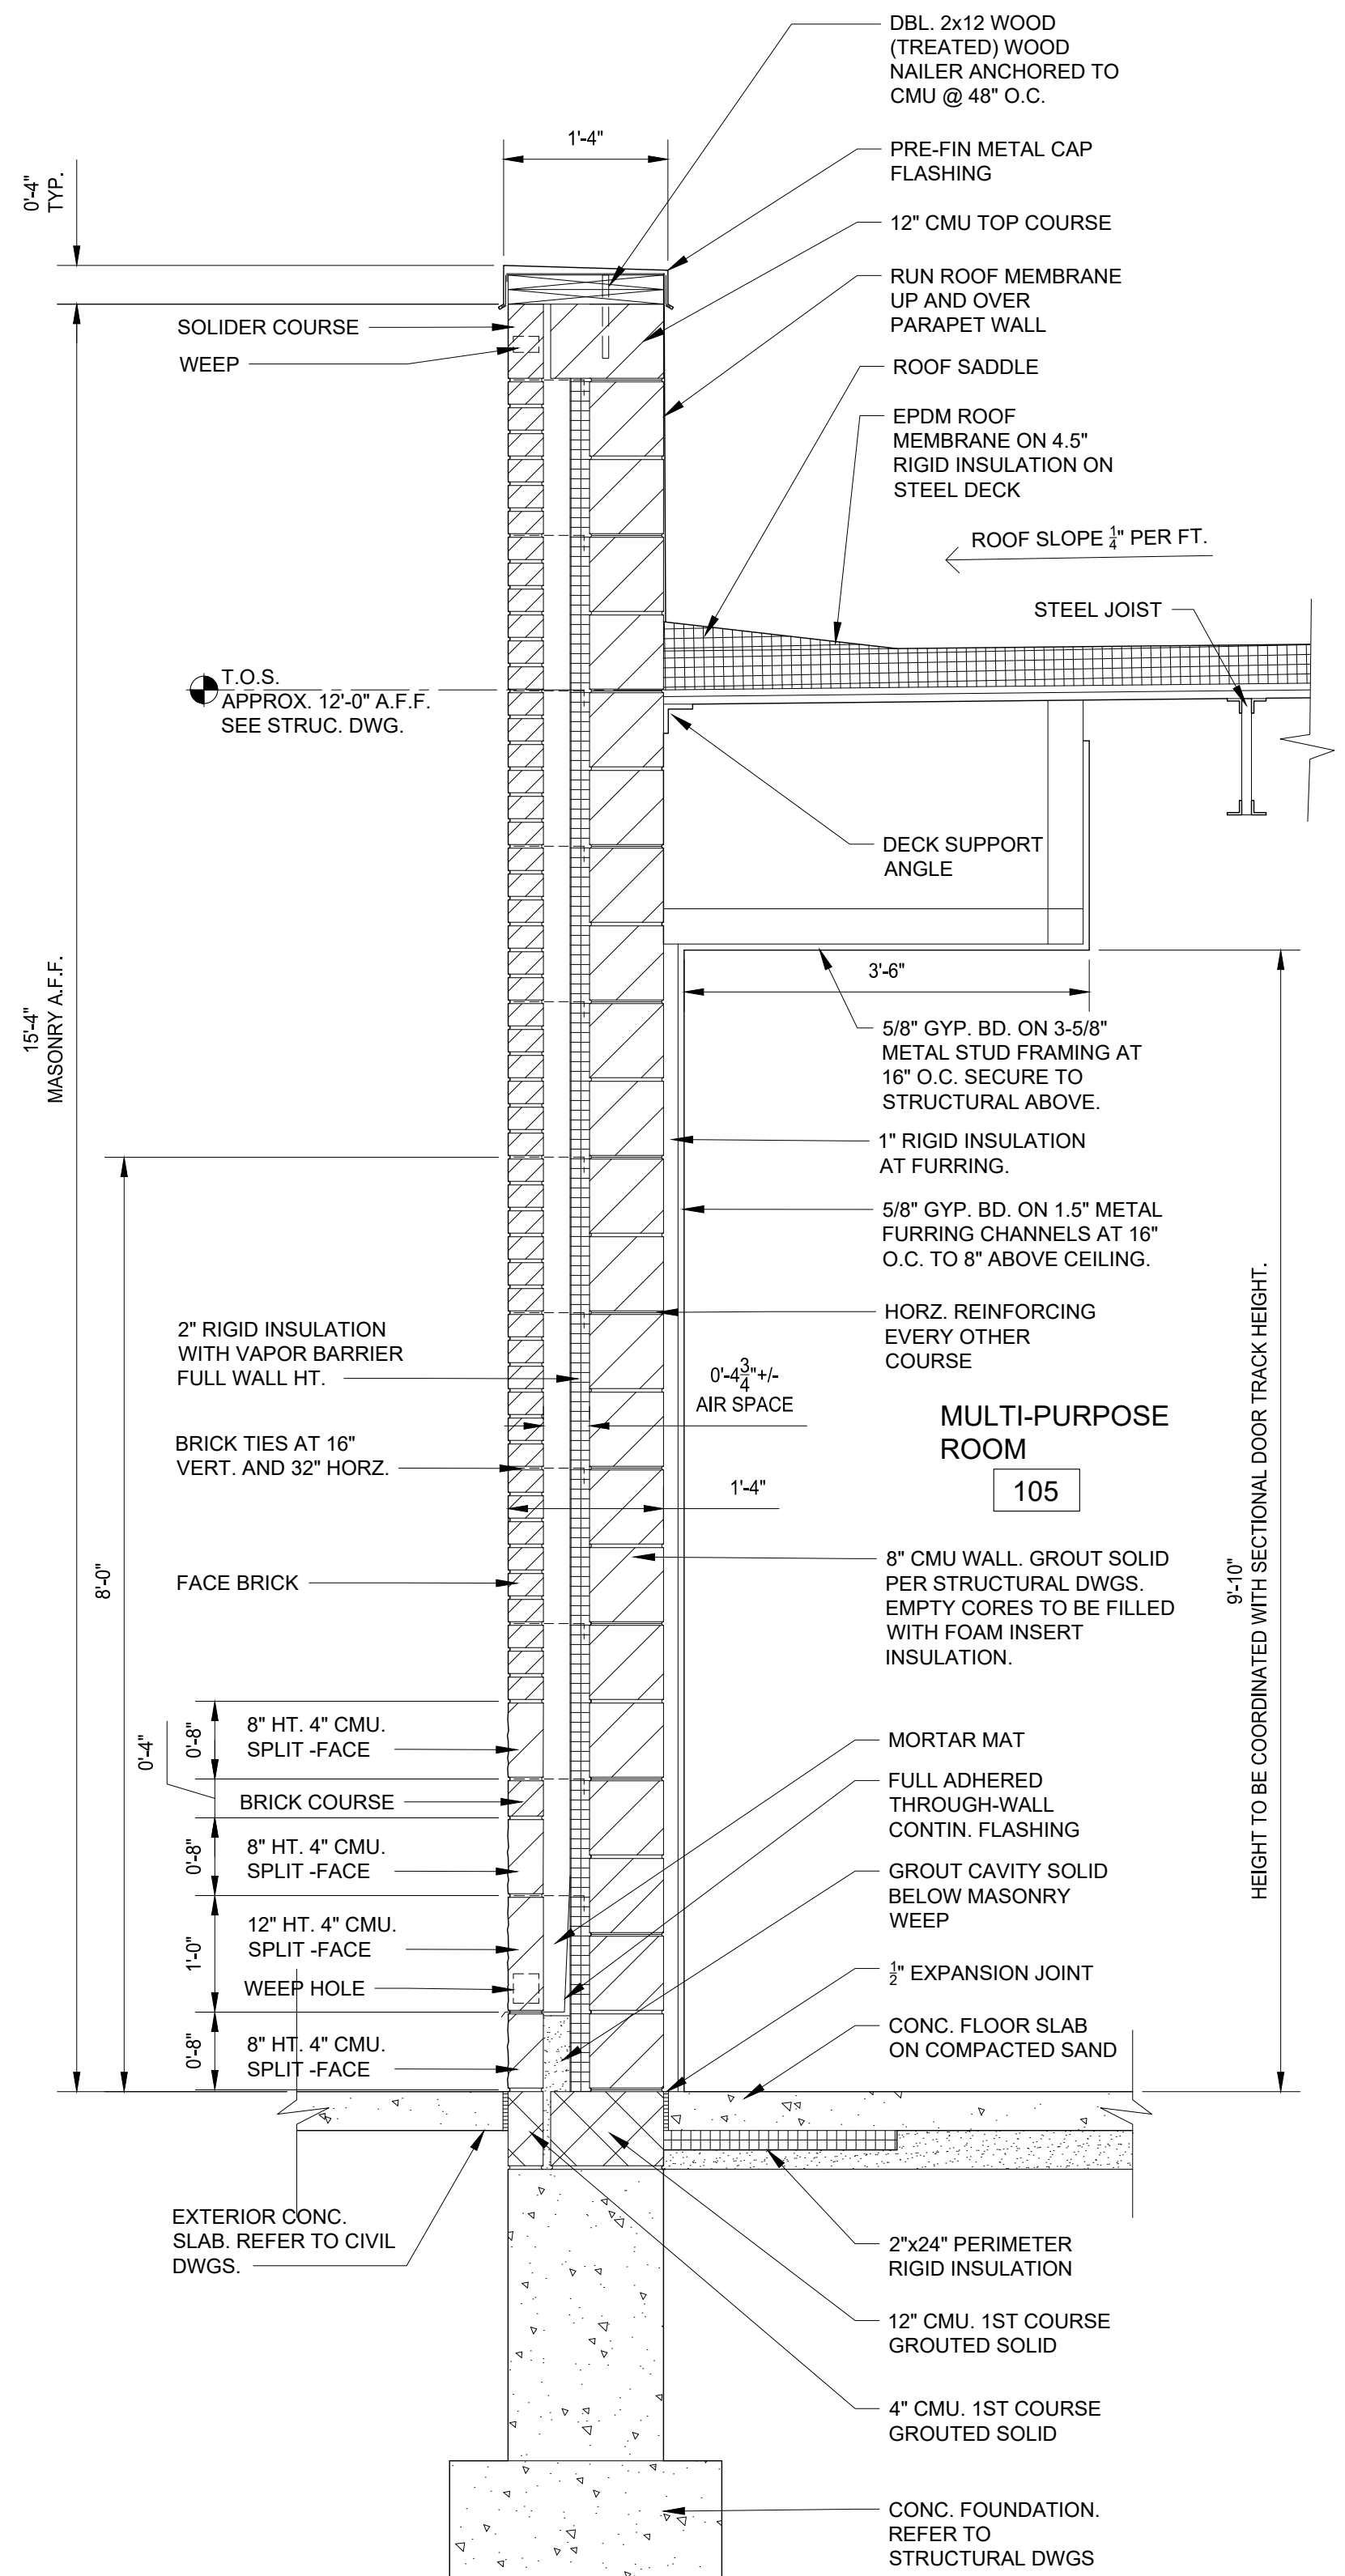 DBL. 2x12 WOOD
(TREATED) WOOD
NAILER ANCHORED TO
CMU @ 48" O.C.
1'-4"
PRE-FIN METAL CAP
FLASHING
0'-4"
TYP.
12" CMU TOP COURSE
RUN ROOF MEMBRANE
UP AND OVER
PARAPET WALL
SOLIDER COURSE
WEEP
ROOF SADDLE
EPDM ROOF
MEMBRANE ON 4.5"
RIGID INSULATION ON
STEEL DECK
ROOF SLOPE 1/4" PER FT.
STEEL JOIST
T.O.S.
APPROX. 12'-0" A.F.F.
SEE STRUC. DWG.
DECK SUPPORT
ANGLE
3'-6"
15'-4"
MASONRY A.F.F.
5/8" GYP. BD. ON 3-5/8"
METAL STUD FRAMING AT
16" O.C. SECURE TO
STRUCTURAL ABOVE.
1" RIGID INSULATION
AT FURRING.
5/8" GYP. BD. ON 1.5" METAL
FURRING CHANNELS AT 16"
O.C. TO 8" ABOVE CEILING.
HORZ. REINFORCING
EVERY OTHER
COURSE
2" RIGID INSULATION
WITH VAPOR BARRIER
FULL WALL HT.
0'-4 3/4"+/-
AIR SPACE
MULTI-PURPOSE
ROOM
105
BRICK TIES AT 16"
VERT. AND 32" HORZ.
1'-4"
8'-0"
FACE BRICK
8" CMU WALL. GROUT SOLID
PER STRUCTURAL DWGS.
EMPTY CORES TO BE FILLED
WITH FOAM INSERT
INSULATION.
9'-10"
HEIGHT TO BE COORDINATED WITH SECTIONAL DOOR TRACK HEIGHT.
0'-8"
8" HT. 4" CMU.
SPLIT -FACE
0'-4"
BRICK COURSE
MORTAR MAT
FULL ADHERED
THROUGH-WALL
CONTIN. FLASHING
0'-8"
8" HT. 4" CMU.
SPLIT -FACE
GROUT CAVITY SOLID
BELOW MASONRY
WEEP
1'-0"
12" HT. 4" CMU.
SPLIT -FACE
WEEP HOLE
1/2" EXPANSION JOINT
0'-8"
8" HT. 4" CMU.
SPLIT -FACE
CONC. FLOOR SLAB
ON COMPACTED SAND
EXTERIOR CONC.
SLAB. REFER TO CIVIL
DWGS.
2"x24" PERIMETER
RIGID INSULATION
12" CMU. 1ST COURSE
GROUTED SOLID
4" CMU. 1ST COURSE
GROUTED SOLID
CONC. FOUNDATION.
REFER TO
STRUCTURAL DWGS